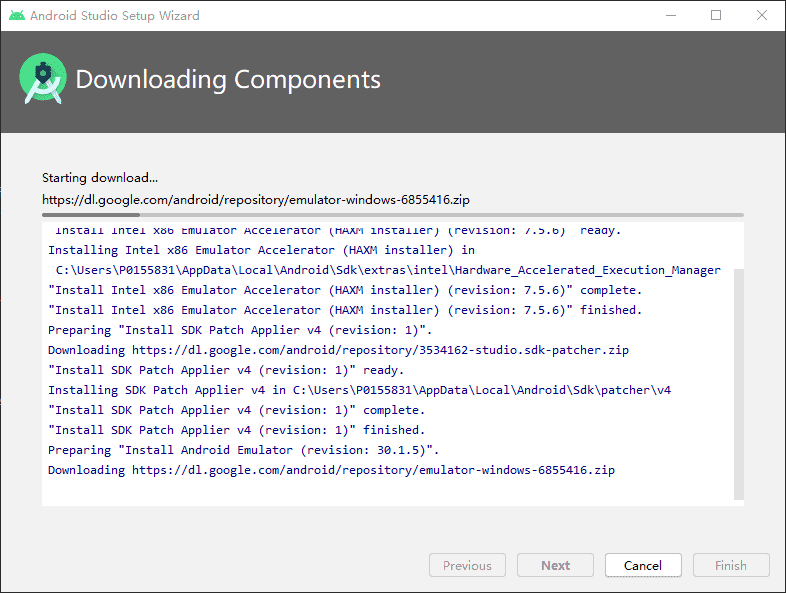 Android Studio Setup Wizard
Downloading Components
Starting download...
https://dl.google.com/android/repository/emulator-windows-6855416.zip
"Install Intel x86 Emulator Accelerator (HAXM installer) (revision: 7.5.6)" ready.
Installing Intel x86 Emulator Accelerator (HAXM installer) in
C:\Users\P0155831\AppData\Local\Android\Sdk\extras\intel\Hardware_Accelerated_Execution_Manager
"Install Intel x86 Emulator Accelerator (HAXM installer) (revision: 7.5.6)" complete.
"Install Intel x86 Emulator Accelerator (HAXM installer) (revision: 7.5.6)" finished.
Preparing "Install SDK Patch Applier v4 (revision: 1)".
Downloading https://dl.google.com/android/repository/3534162-studio.sdk-patcher.zip
"Install SDK Patch Applier v4 (revision: 1)" ready.
Installing SDK Patch Applier v4 in C:\Users\P0155831\AppData\Local\Android\Sdk\patcher\v4
"Install SDK Patch Applier v4 (revision: 1)" complete.
"Install SDK Patch Applier v4 (revision: 1)" finished.
Preparing "Install Android Emulator (revision: 30.1.5)".
Downloading https://dl.google.com/android/repository/emulator-windows-6855416.zip
Previous Next Cancel Finish